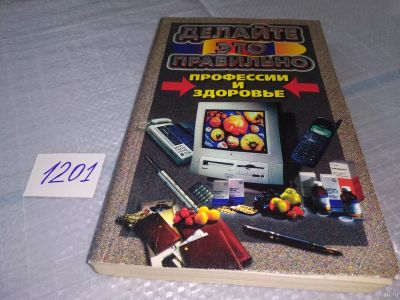 ДЕЛАЙТЕ
ЭТО
ПРАВИЛЬНО
ПРОФЕССИИ
И
ЗДОРОВЬЕ
1201